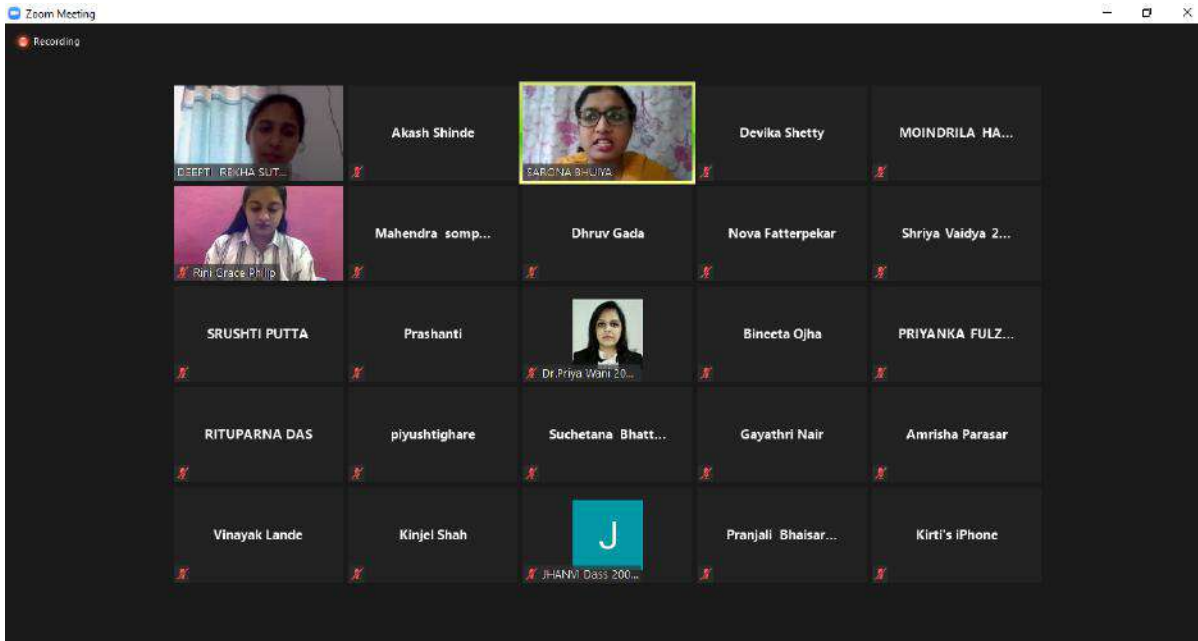 Zoom Meeting
Recording
DEEPTI REKHA SUT...
Akash Shinde
SARONA BHUIYA
Devika Shetty
MOINDRILA HA...
Rini Grace Philip
Mahendra somp...
Dhruv Gada
Nova Fatterpekar
Shriya Vaidya 2...
SRUSHTI PUTTA
Prashanti
Dr.Priya Wani 20...
Bineeta Ojha
PRIYANKA FULZ...
RITUPARNA DAS
piyushtighare
Suchetana Bhatt...
Gayathri Nair
Amrisha Parasar
Vinayak Lande
Kinjel Shah
J
JHANVI Dass 200...
Pranjali Bhaisar...
Kirti's iPhone